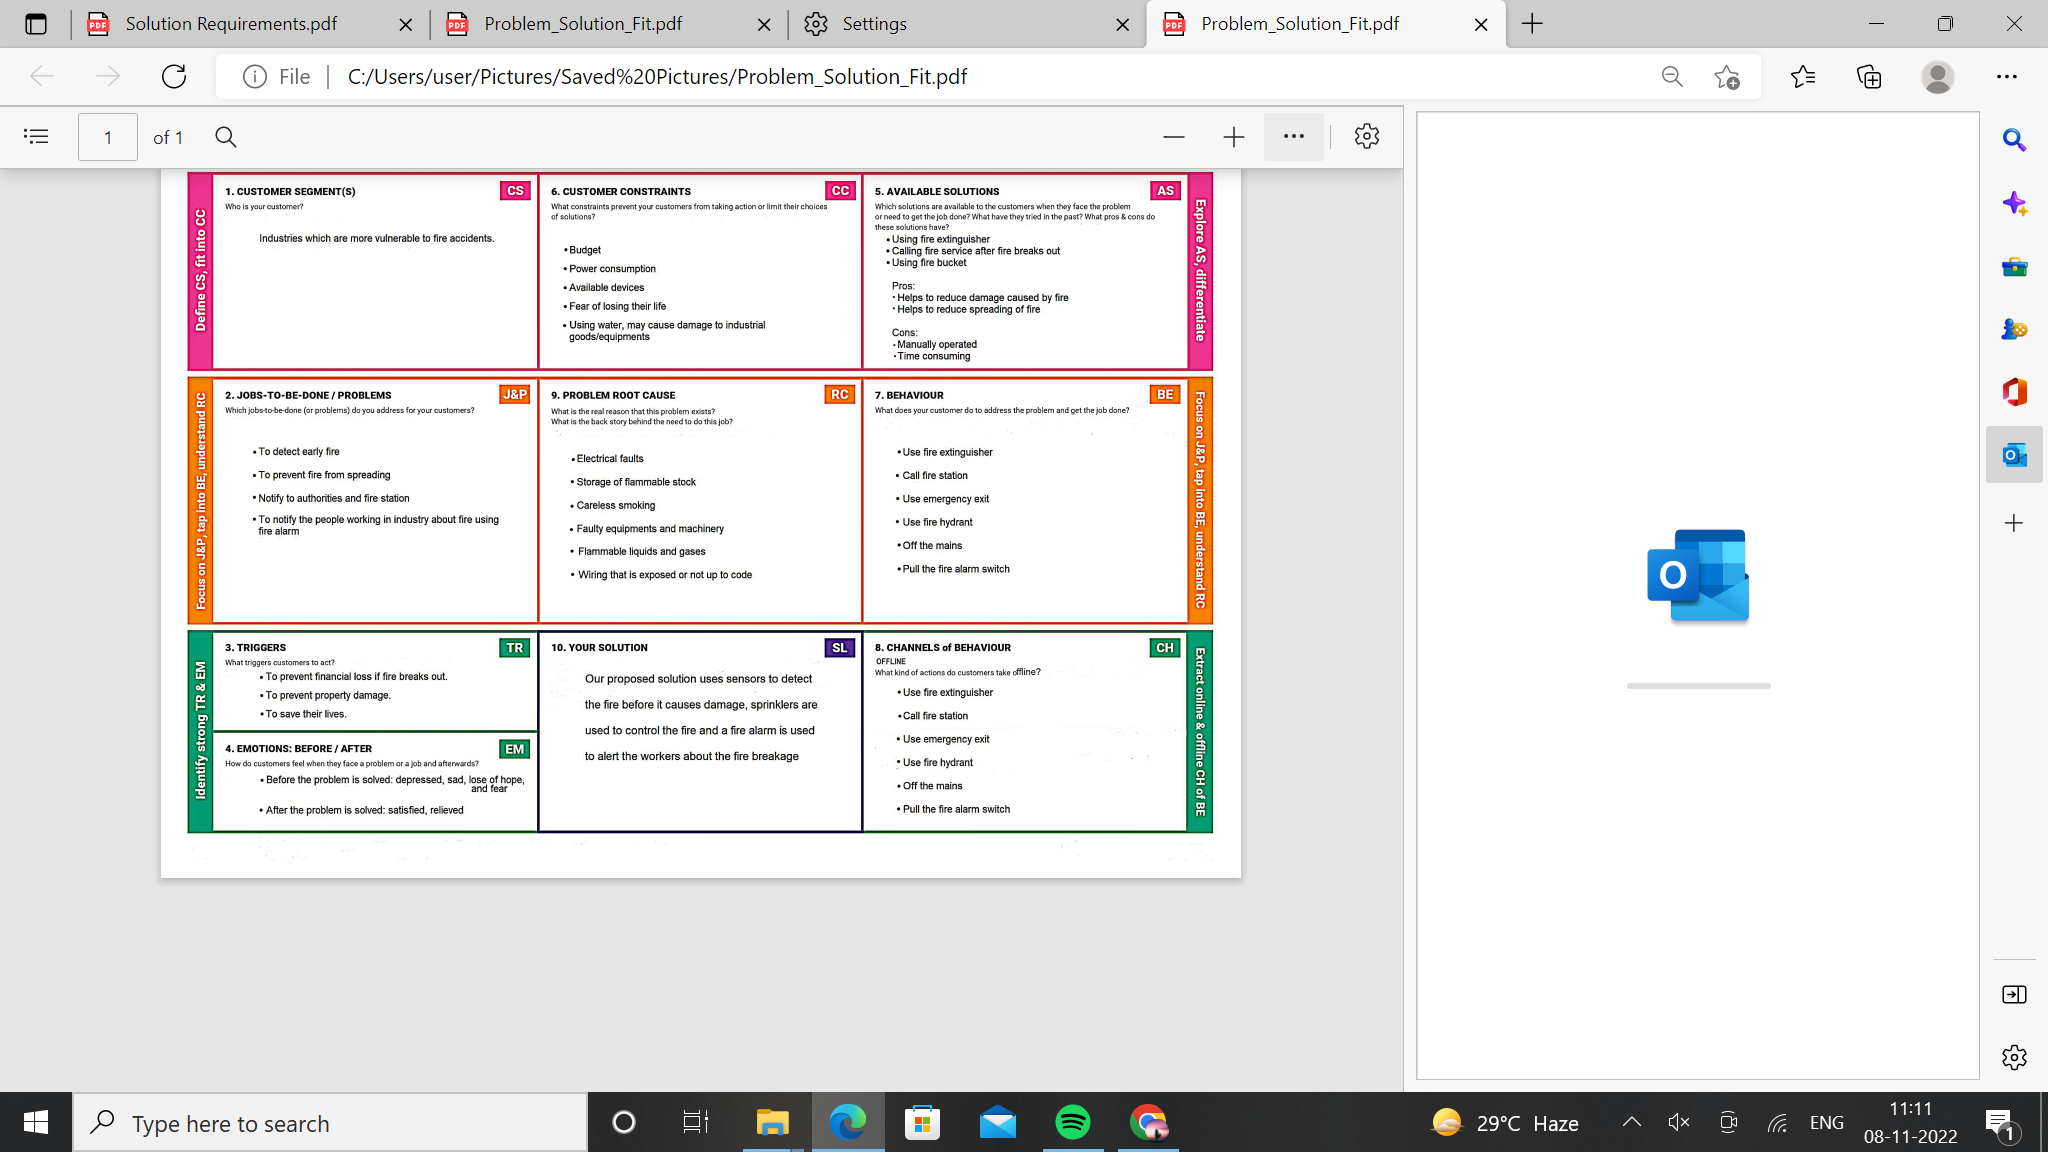 Solution Requirements.pdf
Problem_Solution_Fit.pdf
Settings
Problem_Solution_Fit.pdf
File
C:/Users/user/Pictures/Saved%20Pictures/Problem_Solution_Fit.pdf
1 of 1
Define CS, fit into CC
1. CUSTOMER SEGMENT(S)
CS
Who is your customer?
Industries which are more vulnerable to fire accidents.
6. CUSTOMER CONSTRAINTS
CC
What constraints prevent your customers from taking action or limit their choices
of solutions?
• Budget
• Power consumption
• Available devices
• Fear of losing their life
• Using water, may cause damage to industrial
goods/equipments
5. AVAILABLE SOLUTIONS
AS
Which solutions are available to the customers when they face the problem
or need to get the job done? What have they tried in the past? What pros & cons do
these solutions have?
• Using fire extinguisher
• Calling fire service after fire breaks out
• Using fire bucket
Pros:
· Helps to reduce damage caused by fire
· Helps to reduce spreading of fire
Cons:
· Manually operated
· Time consuming
Explore AS, differentiate
Focus on J&P, tap into BE, understand RC
2. JOBS-TO-BE-DONE / PROBLEMS
J&P
Which jobs-to-be-done (or problems) do you address for your customers?
• To detect early fire
• To prevent fire from spreading
• Notify to authorities and fire station
• To notify the people working in industry about fire using
fire alarm
9. PROBLEM ROOT CAUSE
RC
What is the real reason that this problem exists?
What is the back story behind the need to do this job?
• Electrical faults
• Storage of flammable stock
• Careless smoking
• Faulty equipments and machinery
• Flammable liquids and gases
• Wiring that is exposed or not up to code
7. BEHAVIOUR
BE
What does your customer do to address the problem and get the job done?
• Use fire extinguisher
• Call fire station
• Use emergency exit
• Use fire hydrant
• Off the mains
• Pull the fire alarm switch
Focus on J&P, tap into BE, understand RC
Identify strong TR & EM
3. TRIGGERS
TR
What triggers customers to act?
• To prevent financial loss if fire breaks out.
• To prevent property damage.
• To save their lives.
4. EMOTIONS: BEFORE / AFTER
EM
How do customers feel when they face a problem or a job and afterwards?
• Before the problem is solved: depressed, sad, lose of hope,
and fear
• After the problem is solved: satisfied, relieved
10. YOUR SOLUTION
SL
Our proposed solution uses sensors to detect
the fire before it causes damage, sprinklers are
used to control the fire and a fire alarm is used
to alert the workers about the fire breakage
8. CHANNELS of BEHAVIOUR
CH
OFFLINE
What kind of actions do customers take offline?
• Use fire extinguisher
• Call fire station
• Use emergency exit
• Use fire hydrant
• Off the mains
• Pull the fire alarm switch
Extract online & offline CH of BE
Type here to search
29°C Haze
ENG
11:11
08-11-2022
1